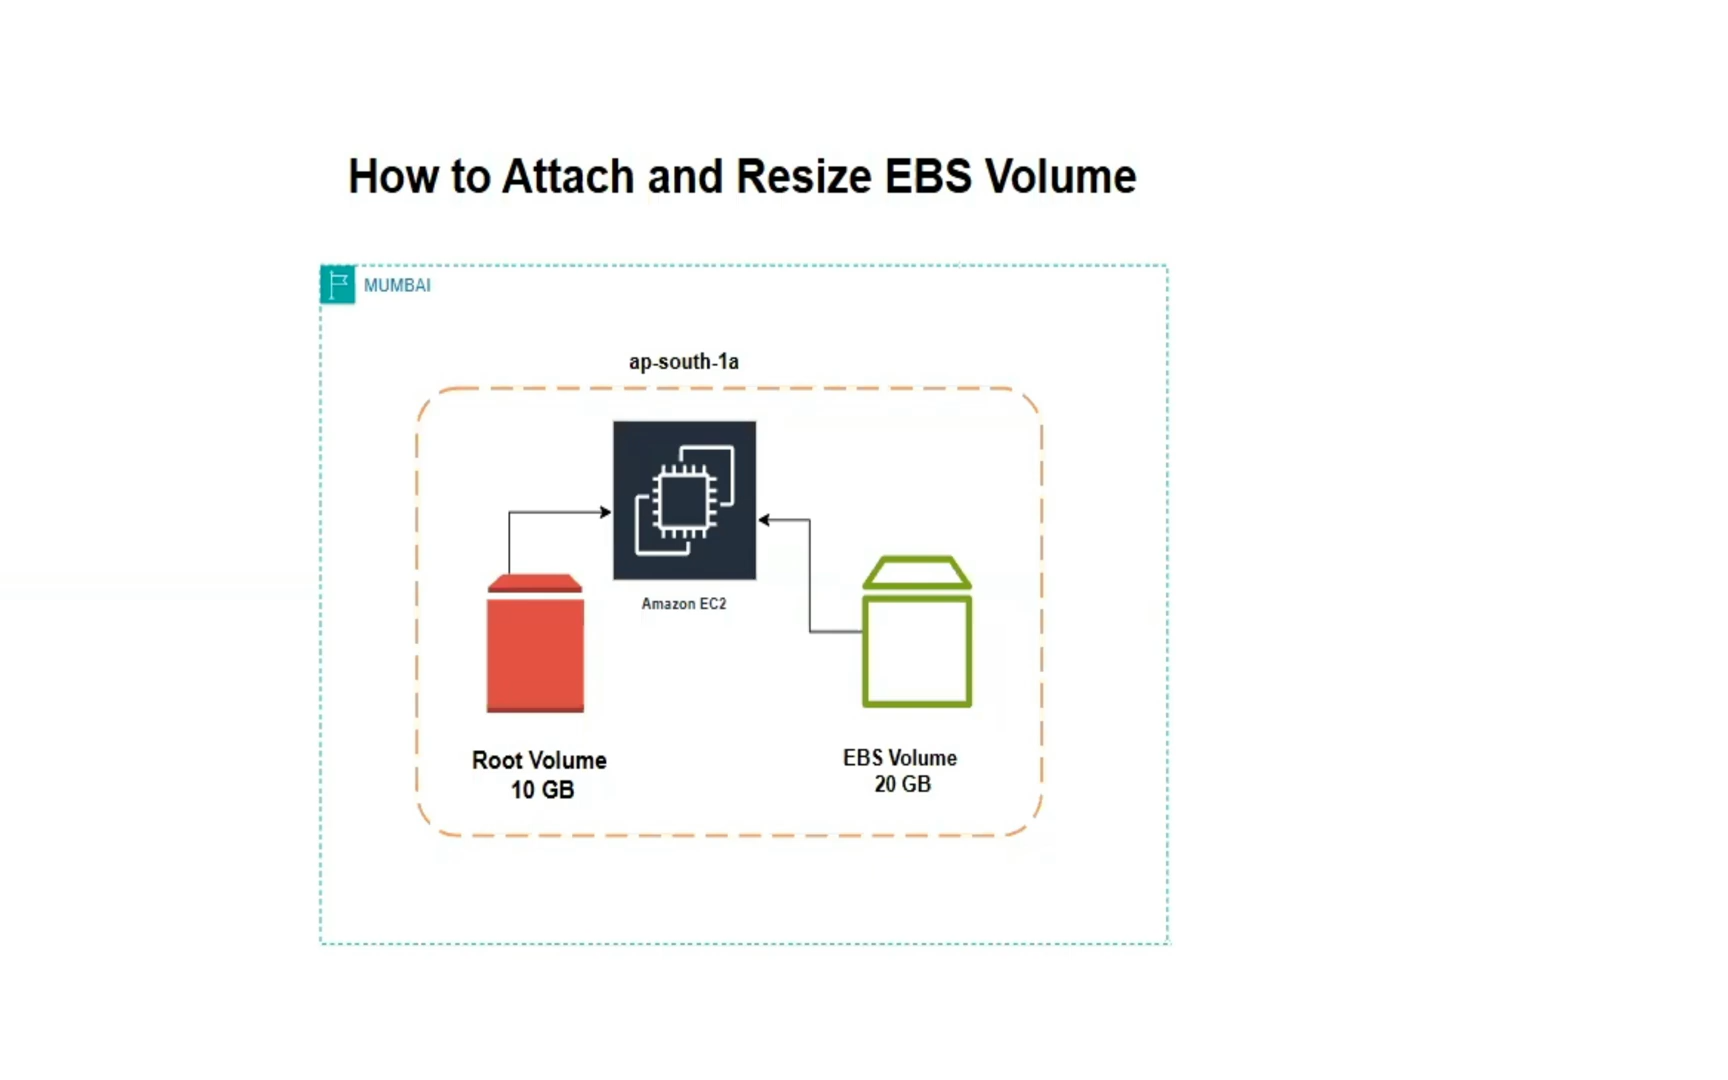 How to Attach and Resize EBS Volume
MUMBAI
ap-south-1a
Amazon EC2
Root Volume
10 GB
EBS Volume
20 GB